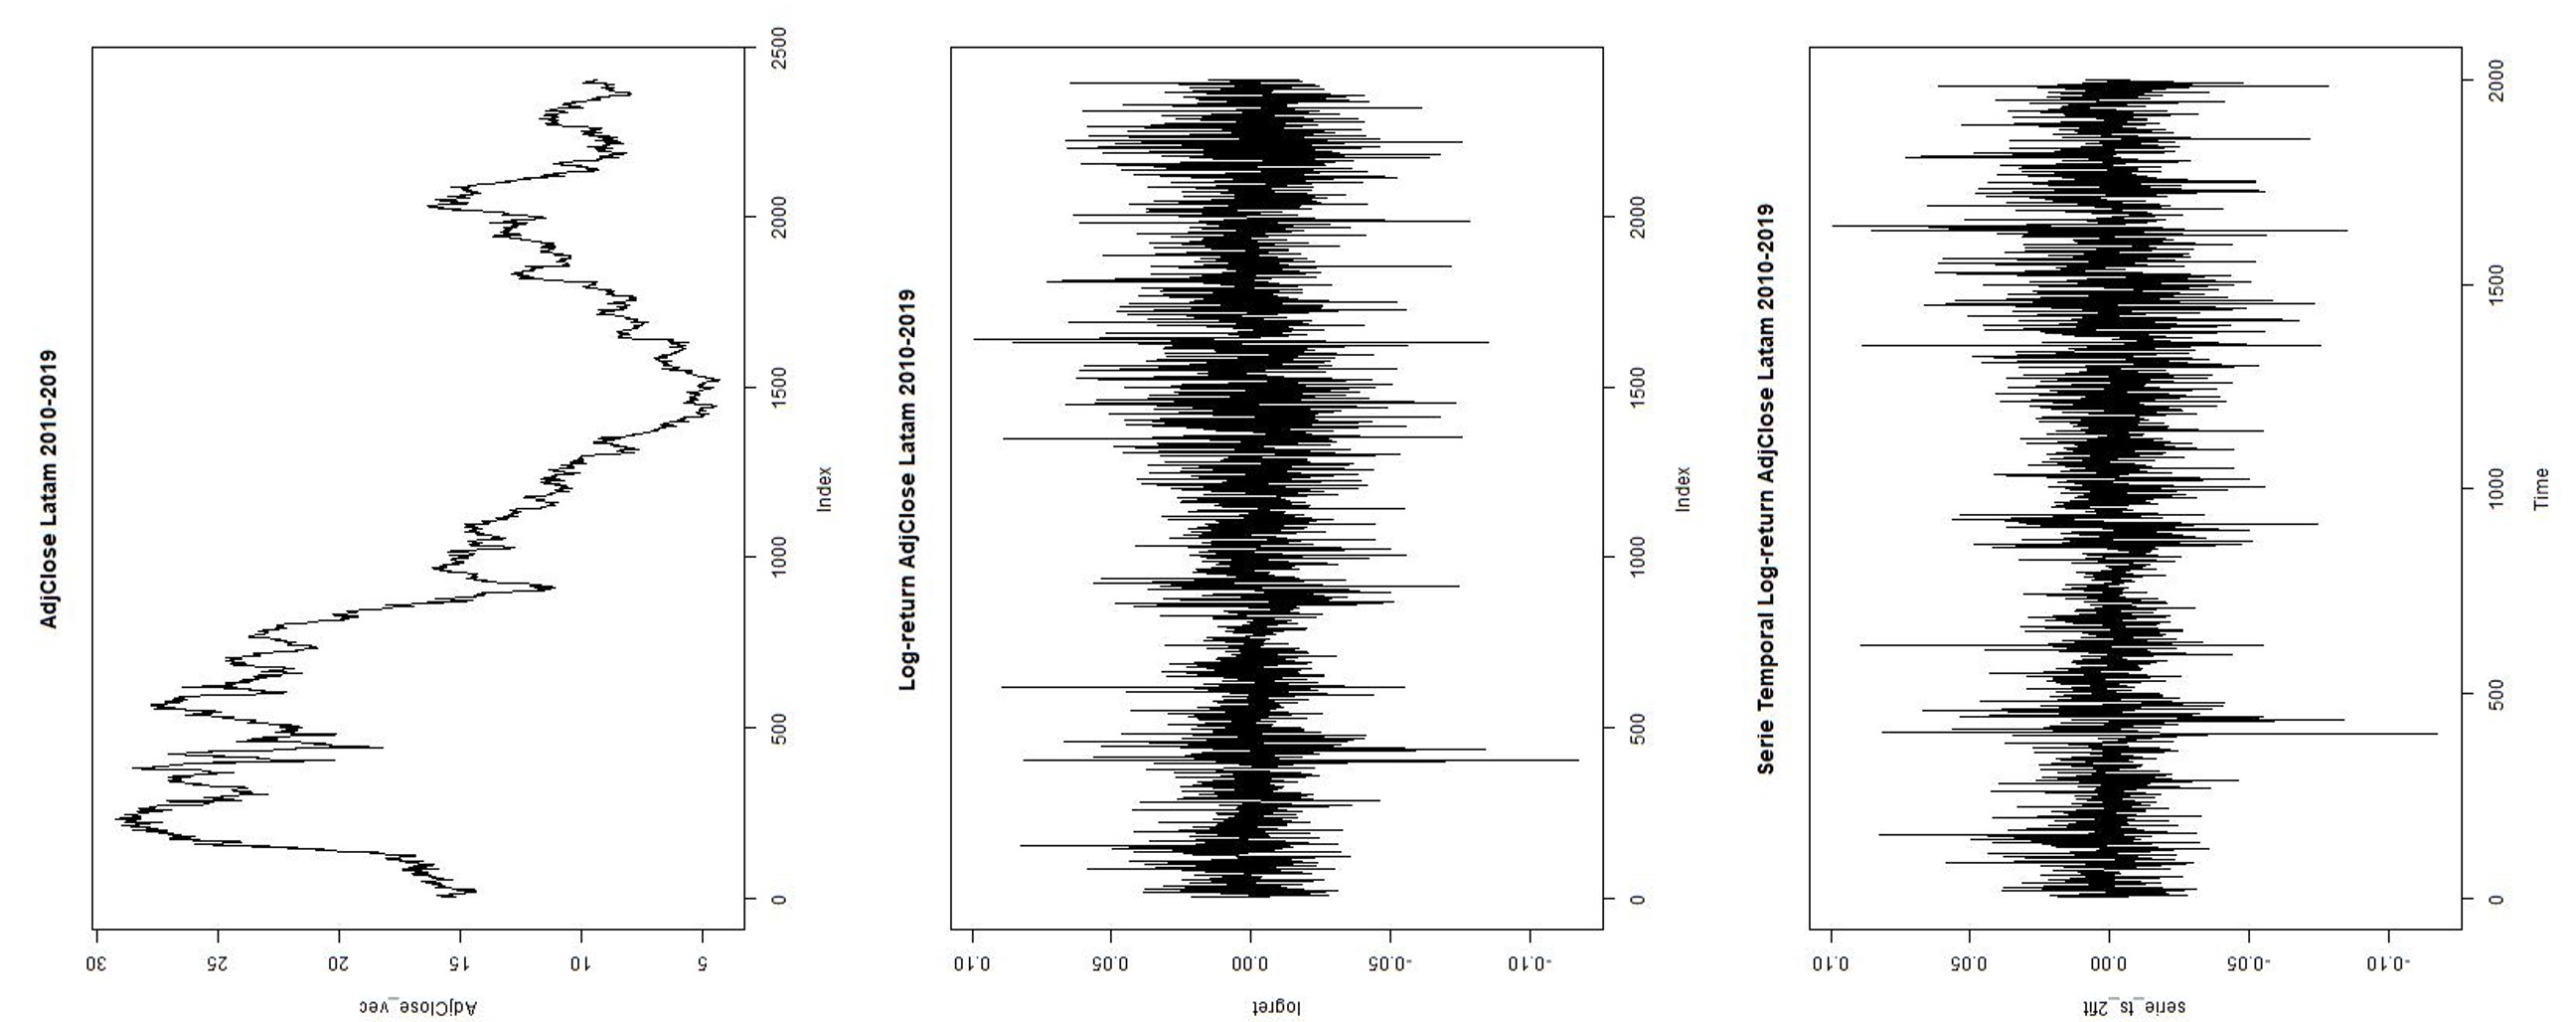 AdjClose Latam 2010-2019
30
25
20
15
10
5
AdjClose_vec
0 500 1000 1500 2000 2500
Index
Log-return AdjClose Latam 2010-2019
0.10
0.05
0.00
-0.05
-0.10
logret
0 500 1000 1500 2000
Index
Serie Temporal Log-return AdjClose Latam 2010-2019
0.10
0.05
0.00
-0.05
-0.10
serie_ts_2fit
0 500 1000 1500 2000
Time